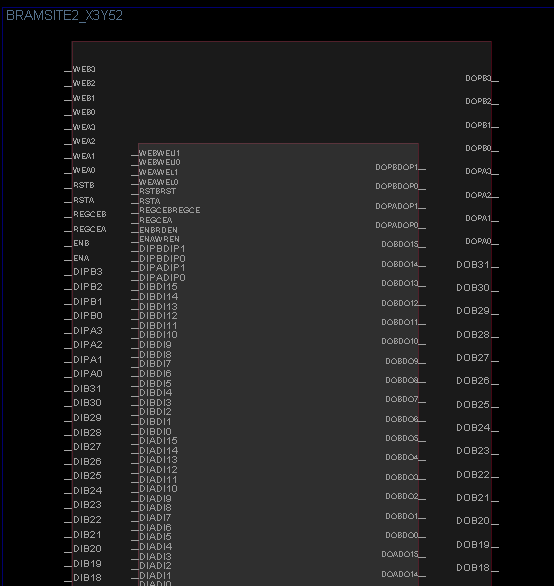 BRAMSITE2_X3Y52
WEB3
WEB2
WEB1
WEB0
WEA3
WEA2
WEA1
WEA0
RSTB
RSTA
REGCEB
REGCEA
ENB
ENA
DIPB3
DIPB2
DIPB1
DIPB0
DIPA3
DIPA2
DIPA1
DIPA0
DIB31
DIB30
DIB29
DIB28
DIB27
DIB26
DIB25
DIB24
DIB23
DIB22
DIB21
DIB20
DIB19
DIB18
WEBWEU1
WEBWEU0
WEAWEL1
WEAWEL0
RSTBRST
RSTA
REGCEBREGCE
REGCEA
ENBRDEN
ENAWREN
DIPBDIP1
DIPBDIP0
DIPADIP1
DIPADIP0
DIBDI15
DIBDI14
DIBDI13
DIBDI12
DIBDI11
DIBDI10
DIBDI9
DIBDI8
DIBDI7
DIBDI6
DIBDI5
DIBDI4
DIBDI3
DIBDI2
DIBDI1
DIBDI0
DIADI15
DIADI14
DIADI13
DIADI12
DIADI11
DIADI10
DIADI9
DIADI8
DIADI7
DIADI6
DIADI5
DIADI4
DIADI3
DIADI2
DIADI1
DIADI0
DOPBDOP1
DOPBDOP0
DOPADOP1
DOPADOP0
DOBDO15
DOBDO14
DOBDO13
DOBDO12
DOBDO11
DOBDO10
DOBDO9
DOBDO8
DOBDO7
DOBDO6
DOBDO5
DOBDO4
DOBDO3
DOBDO2
DOBDO1
DOBDO0
DOADO15
DOADO14
DOPB3
DOPB2
DOPB1
DOPB0
DOPA3
DOPA2
DOPA1
DOPA0
DOB31
DOB30
DOB29
DOB28
DOB27
DOB26
DOB25
DOB24
DOB23
DOB22
DOB21
DOB20
DOB19
DOB18